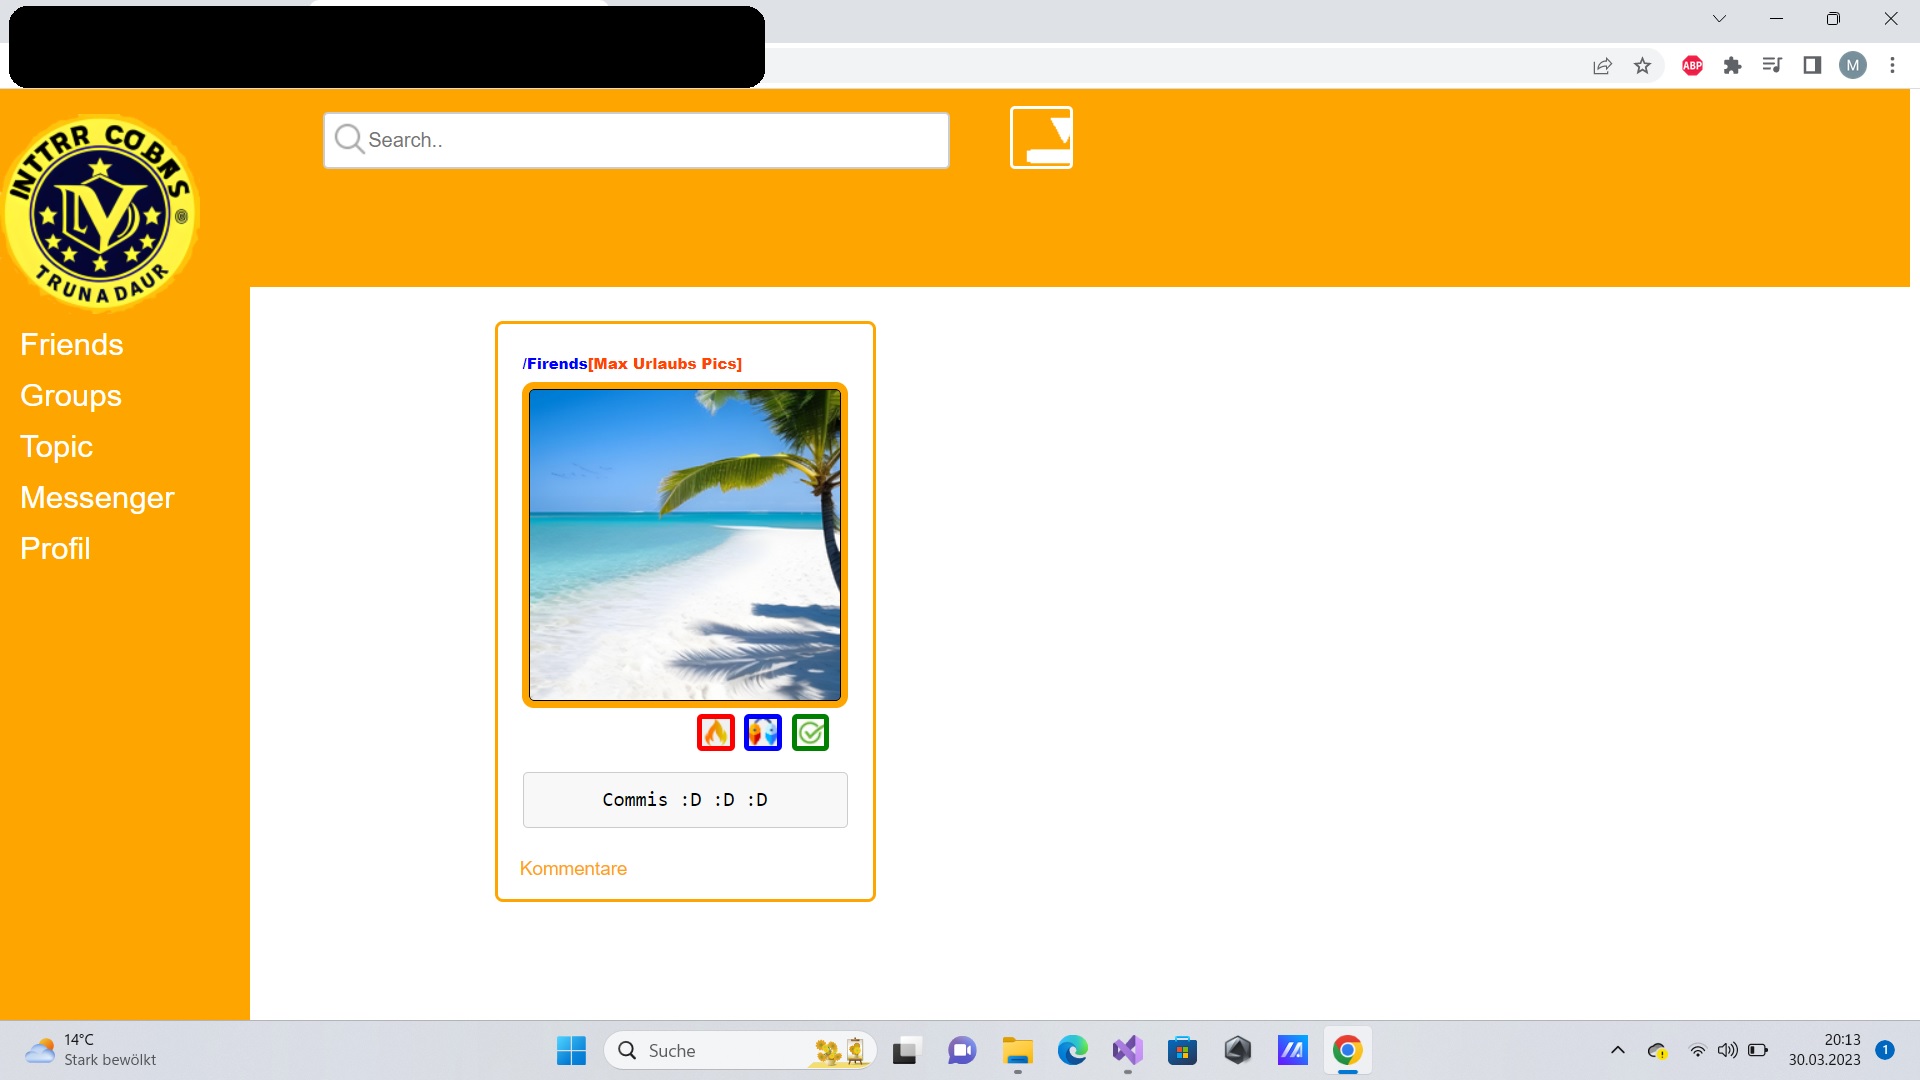 ABP
M
INTTRR COBAS
TRUNADAUR
Search..
Friends
Groups
Topic
Messenger
Profil
/Firends[Max Urlaubs Pics]
Commis :D :D :D
Kommentare
14°C
Stark bewölkt
Suche
20:13
30.03.2023
1